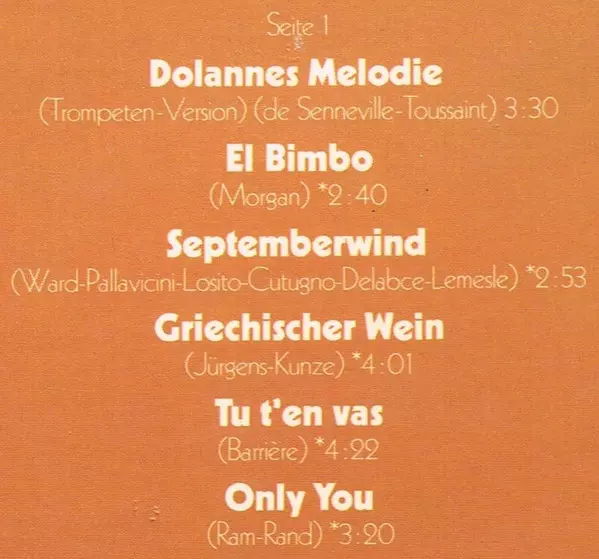 Seite 1
Dolannes Melodie
(Trompeten-Version) (de Senneville-Toussaint) 3:30
El Bimbo
(Morgan) *2:40
Septemberwind
(Ward-Pallavicini-Losito-Cutugno-Delabce-Lemesle) *2:53
Griechischer Wein
(Jürgens-Kunze) *4:01
Tu t'en vas
(Barrière) *4:22
Only You
(Ram-Rand) *3:20